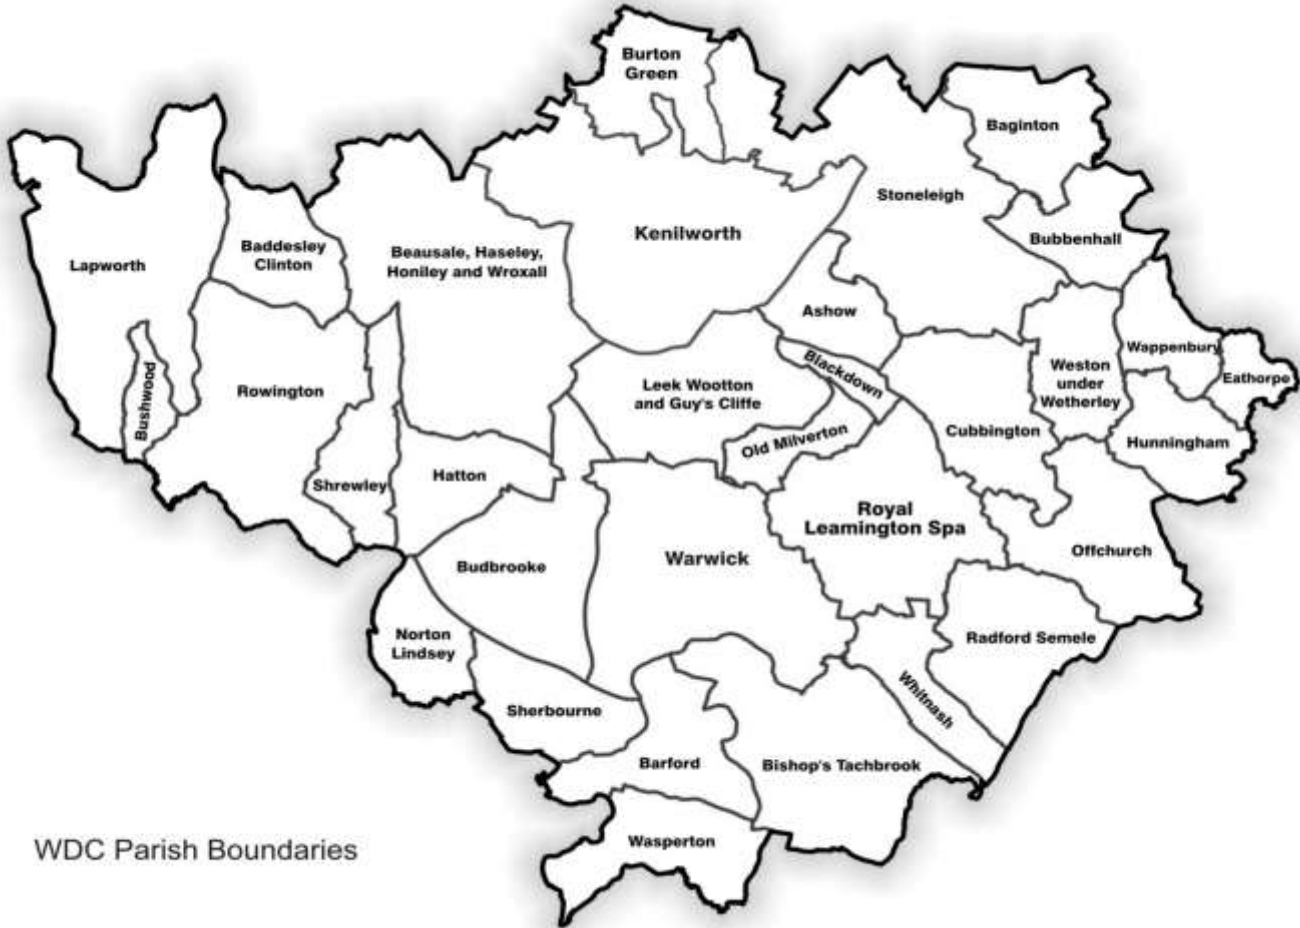 Burton
Green
Baginton
Stoneleigh
Kenilworth
Bubbenhall
Baddesley
Clinton
Beausale, Haseley,
Honiley and Wroxall
Lapworth
Ashow
Wappenbury
Blackdown
Weston
under
Wetherley
Eathorpe
Rowington
Leek Wootton
and Guy's Cliffe
Bushwood
Cubbington
Old Milverton
Hunningham
Hatton
Shrewley
Royal
Leamington Spa
Offchurch
Warwick
Budbrooke
Norton
Lindsey
Radford Semele
Whitnash
Sherbourne
Barford
Bishop's Tachbrook
Wasperton
WDC Parish Boundaries